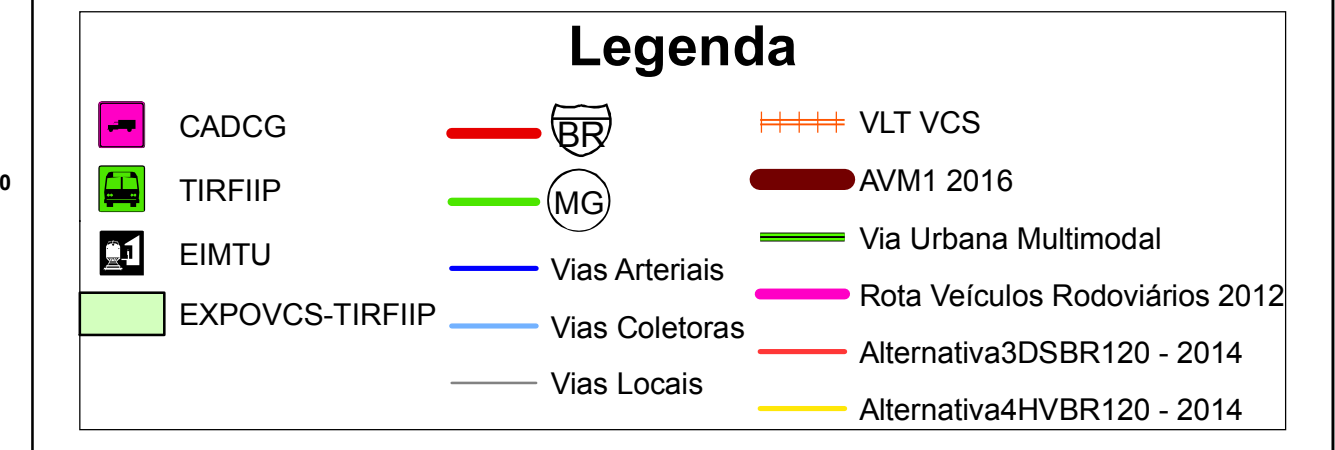 Legenda
0
CADCG
TIRFIIP
EIMTU
EXPOVCS-TIRFIIP
BR
MG
Vias Arteriais
Vias Coletoras
Vias Locais
VLT VCS
AVM1 2016
Via Urbana Multimodal
Rota Veículos Rodoviários 2012
Alternativa3DSBR120 - 2014
Alternativa4HVBR120 - 2014